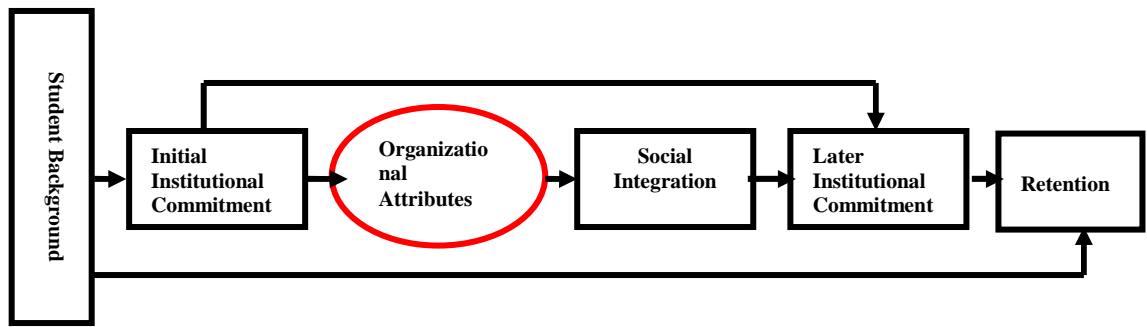 Student Background
Initial
Institutional
Commitment
Organizatio
nal
Attributes
Social
Integration
Later
Institutional
Commitment
Retention